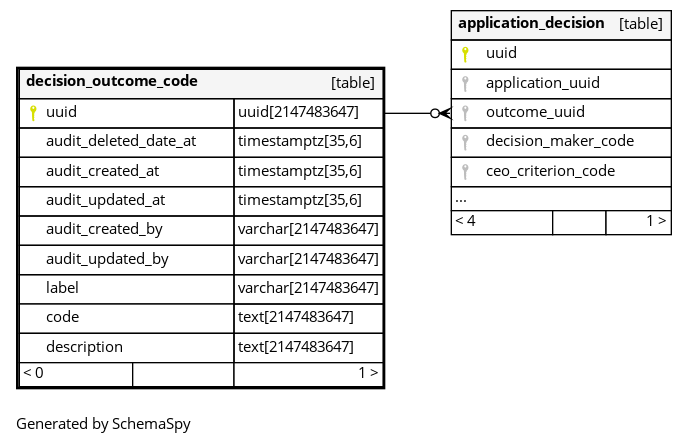 application_decision [table]
uuid
application_uuid
outcome_uuid
decision_maker_code
ceo_criterion_code
...
< 4 1 >
decision_outcome_code [table]
uuid uuid[2147483647]
audit_deleted_date_at timestamptz[35,6]
audit_created_at timestamptz[35,6]
audit_updated_at timestamptz[35,6]
audit_created_by varchar[2147483647]
audit_updated_by varchar[2147483647]
label varchar[2147483647]
code text[2147483647]
description text[2147483647]
< 0 1 >
Generated by SchemaSpy